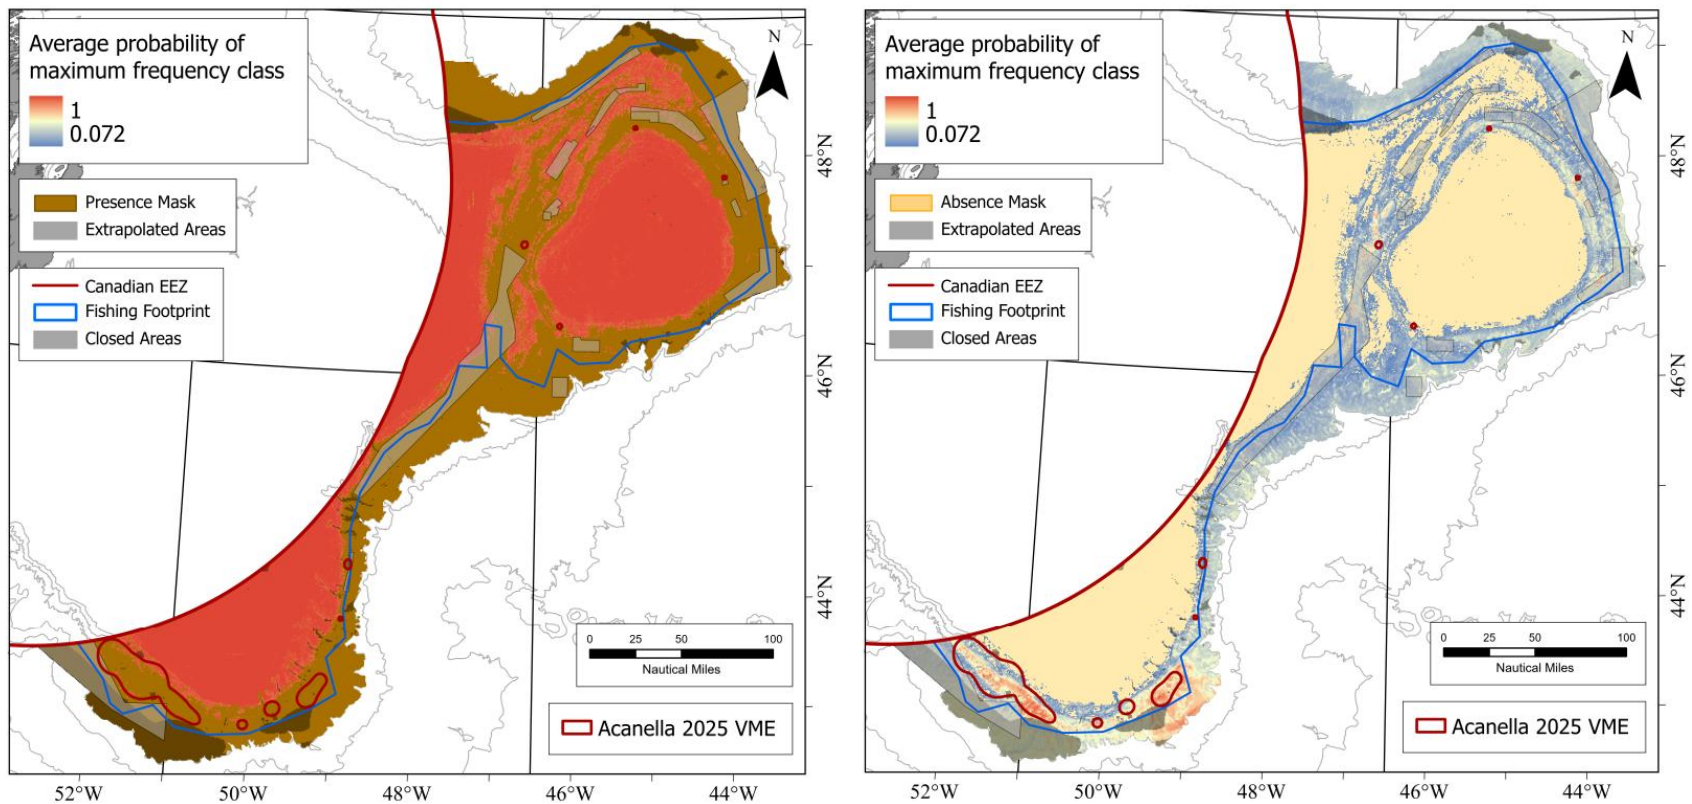 Average probability of
maximum frequency class
1
0.072
Presence Mask
Extrapolated Areas
Canadian EEZ
Fishing Footprint
Closed Areas
N
48°N
46°N
44°N
0 25 50 100
Nautical Miles
Acanella 2025 VME
52°W 50°W 48°W 46°W 44°W
Average probability of
maximum frequency class
1
0.072
Absence Mask
Extrapolated Areas
Canadian EEZ
Fishing Footprint
Closed Areas
N
48°N
46°N
44°N
0 25 50 100
Nautical Miles
Acanella 2025 VME
52°W 50°W 48°W 46°W 44°W